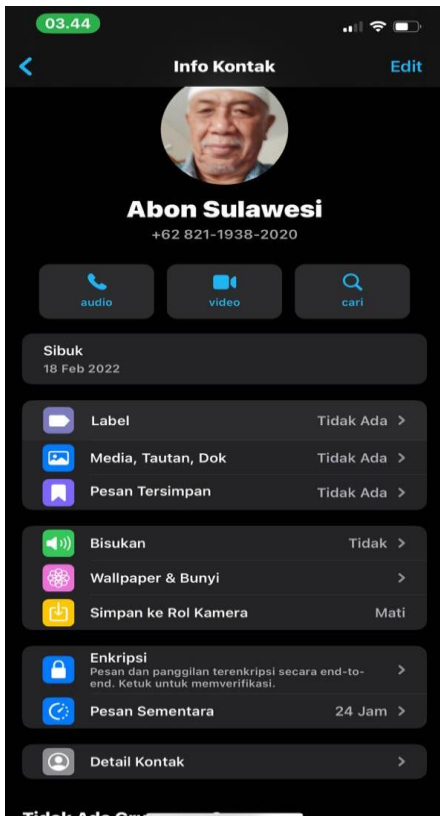 03.44
Info Kontak
Edit
Abon Sulawesi
+62 821-1938-2020
audio
video
cari
Sibuk
18 Feb 2022
Label
Tidak Ada
Media, Tautan, Dok
Tidak Ada
Pesan Tersimpan
Tidak Ada
Bisukan
Tidak
Wallpaper & Bunyi
Simpan ke Rol Kamera
Mati
Enkripsi
Pesan dan panggilan terenkripsi secara end-to-
end. Ketuk untuk memverifikasi.
Pesan Sementara
24 Jam
Detail Kontak
Tidak Ada